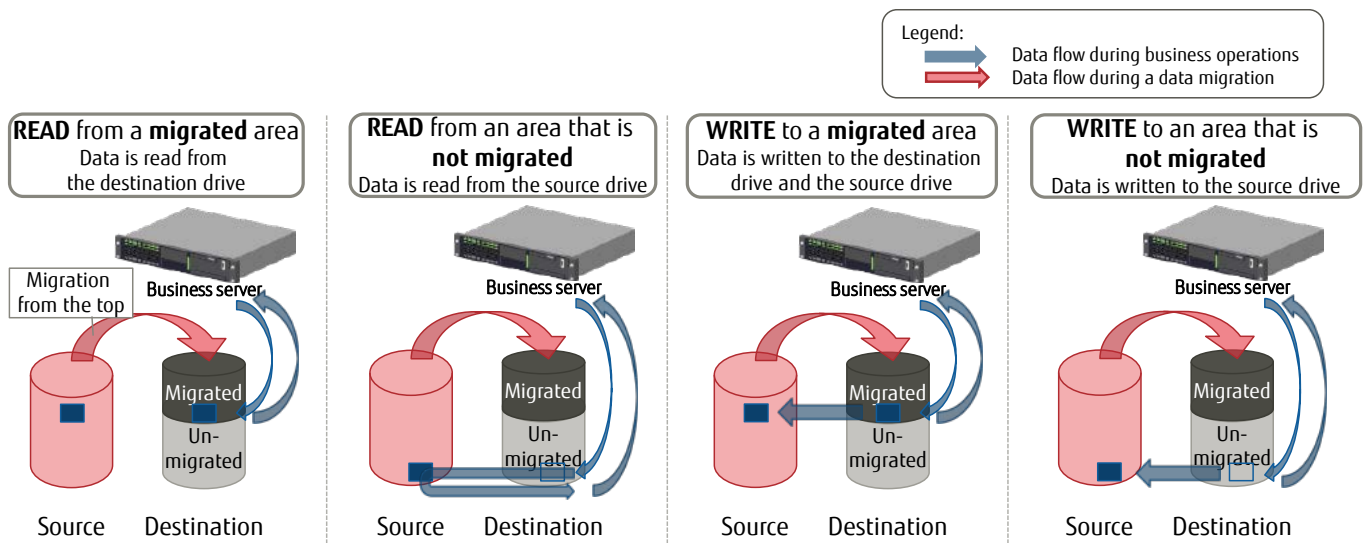 Legend:
Data flow during business operations
Data flow during a data migration
READ from a migrated area
Data is read from
the destination drive
Migration
from the top
Business server
Migrated
Un-
migrated
Source
Destination
READ from an area that is
not migrated
Data is read from the source drive
Business server
Migrated
Un-
migrated
Source
Destination
WRITE to a migrated area
Data is written to the destination
drive and the source drive
Business server
Migrated
Un-
migrated
Source
Destination
WRITE to an area that is
not migrated
Data is written to the source drive
Business server
Migrated
Un-
migrated
Source
Destination